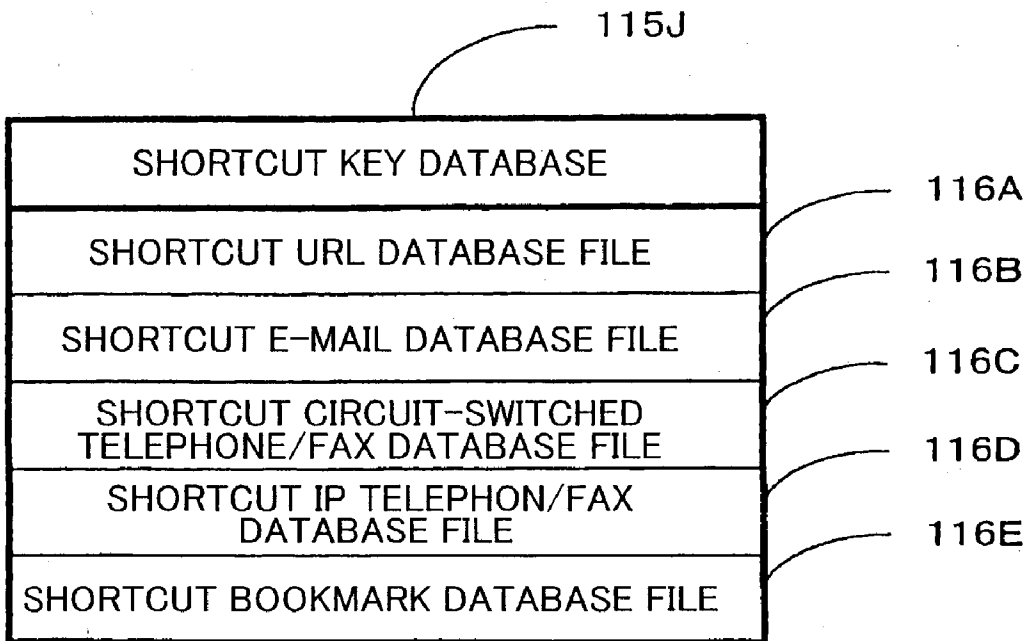 115J
SHORTCUT KEY DATABASE
116A
SHORTCUT URL DATABASE FILE
116B
SHORTCUT E-MAIL DATABASE FILE
116C
SHORTCUT CIRCUIT-SWITCHED
TELEPHONE/FAX DATABASE FILE
116D
SHORTCUT IP TELEPHON/FAX
DATABASE FILE
116E
SHORTCUT BOOKMARK DATABASE FILE